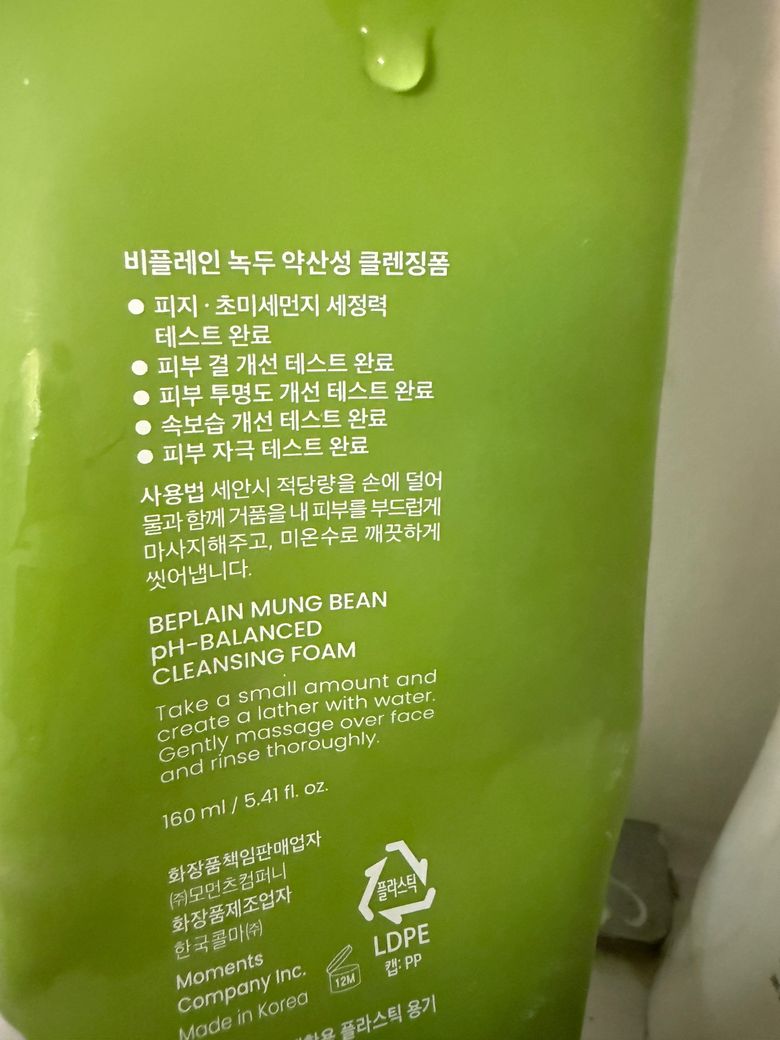 비플레인 녹두 약산성 클렌징폼
● 피지 · 초미세먼지 세정력
테스트 완료
● 피부 결 개선 테스트 완료
● 피부 투명도 개선 테스트 완료
● 속보습 개선 테스트 완료
● 피부 자극 테스트 완료
사용법 세안시 적당량을 손에 덜어
물과 함께 거품을 내 피부를 부드럽게
마사지해주고, 미온수로 깨끗하게
씻어냅니다.
BEPLAIN MUNG BEAN
pH-BALANCED
CLEANSING FOAM
Take a small amount and
create a lather with water.
Gently massage over face
and rinse thoroughly.
160 ml / 5.41 fl. oz.
화장품책임판매업자
㈜모먼츠컴퍼니
화장품제조업자
한국콜마㈜
Moments
Company Inc.
Made in Korea
12M
플라스틱
LDPE
캡: PP
플라스틱 용기